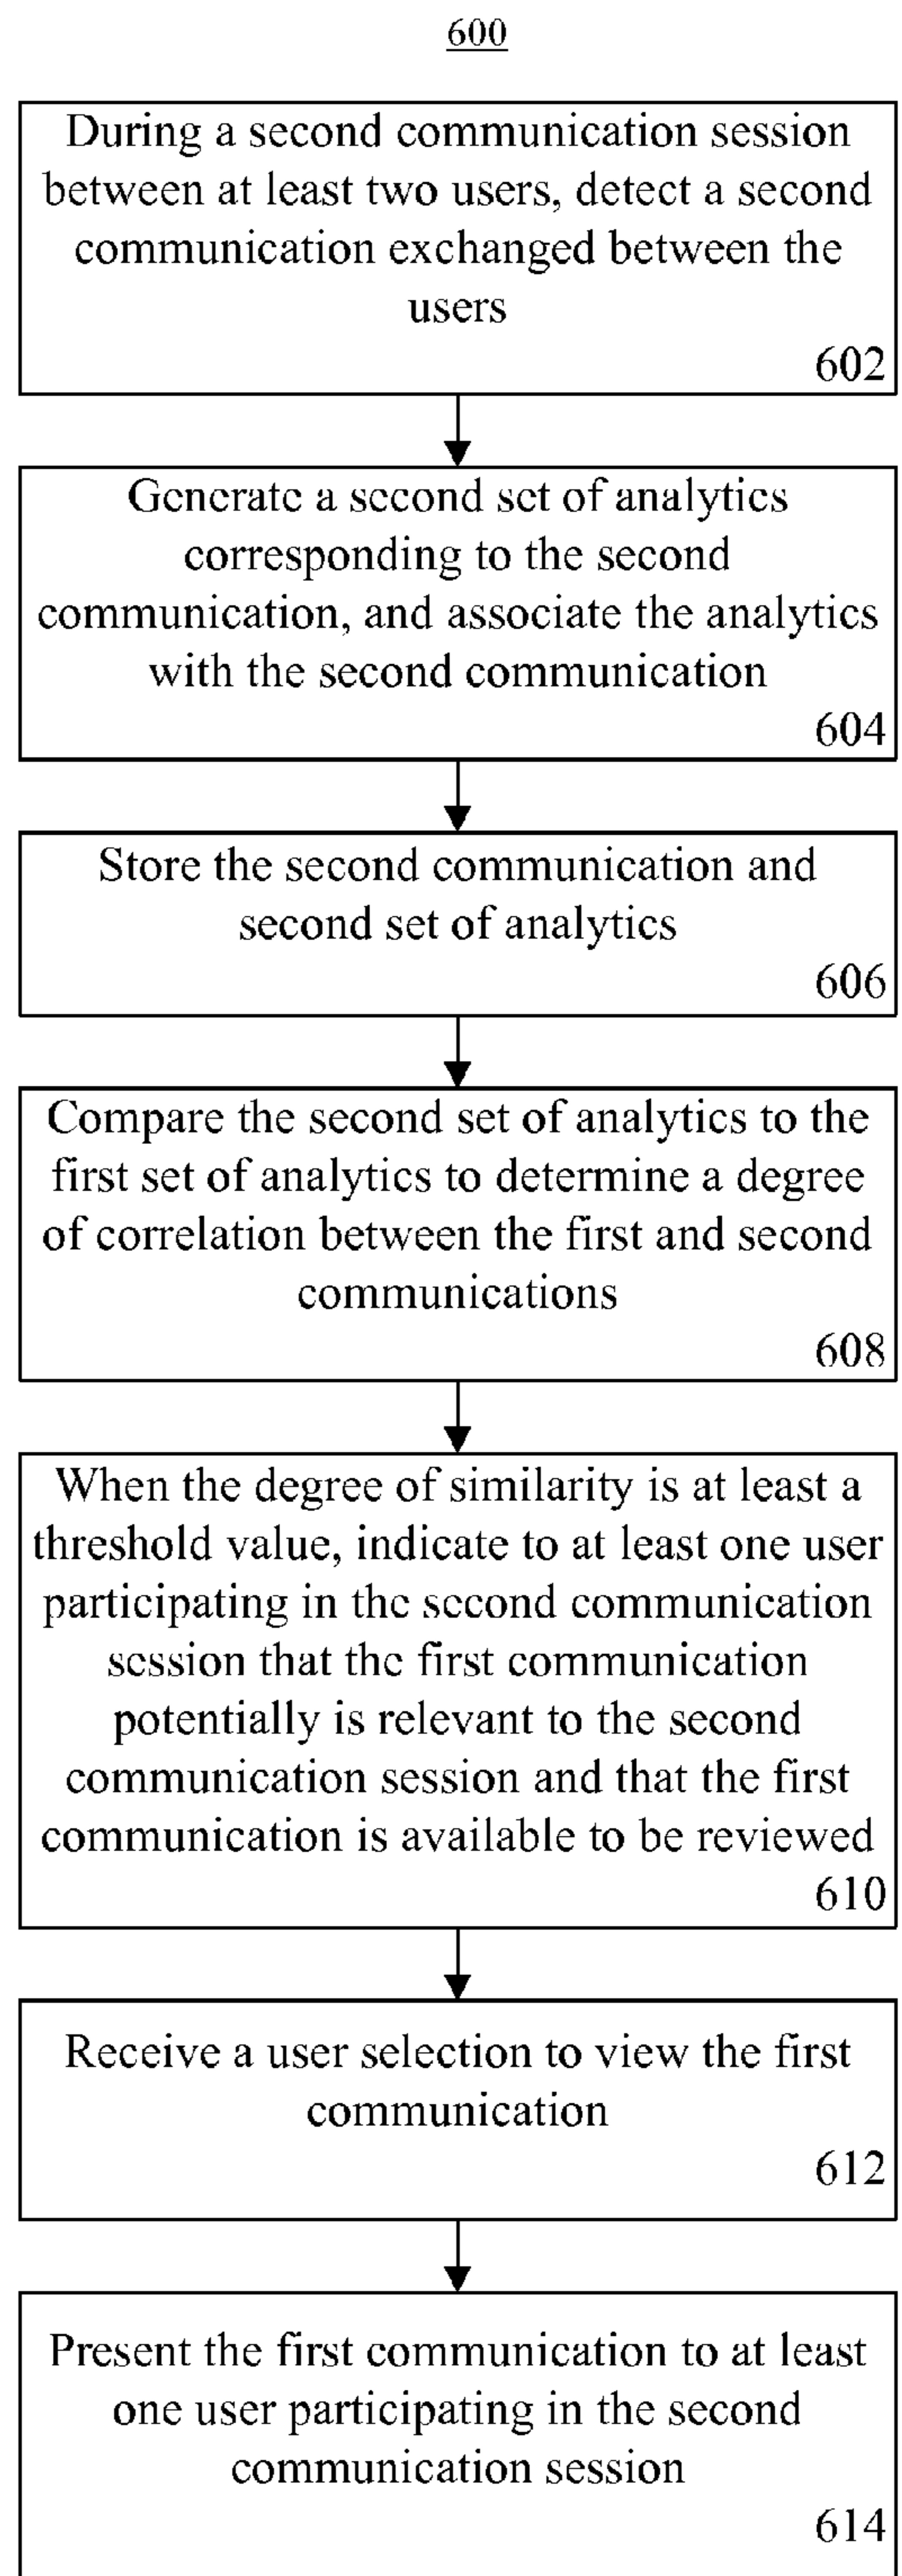 600
During a second communication session
between at least two users, detect a second
communication exchanged between the
users
602
Generate a second set of analytics
corresponding to the second
communication, and associate the analytics
with the second communication
604
Store the second communication and
second set of analytics
606
Compare the second set of analytics to the
first set of analytics to determine a degree
of correlation between the first and second
communications
608
When the degree of similarity is at least a
threshold value, indicate to at least one user
participating in the second communication
session that the first communication
potentially is relevant to the second
communication session and that the first
communication is available to be reviewed
610
Receive a user selection to view the first
communication
612
Present the first communication to at least
one user participating in the second
communication session
614